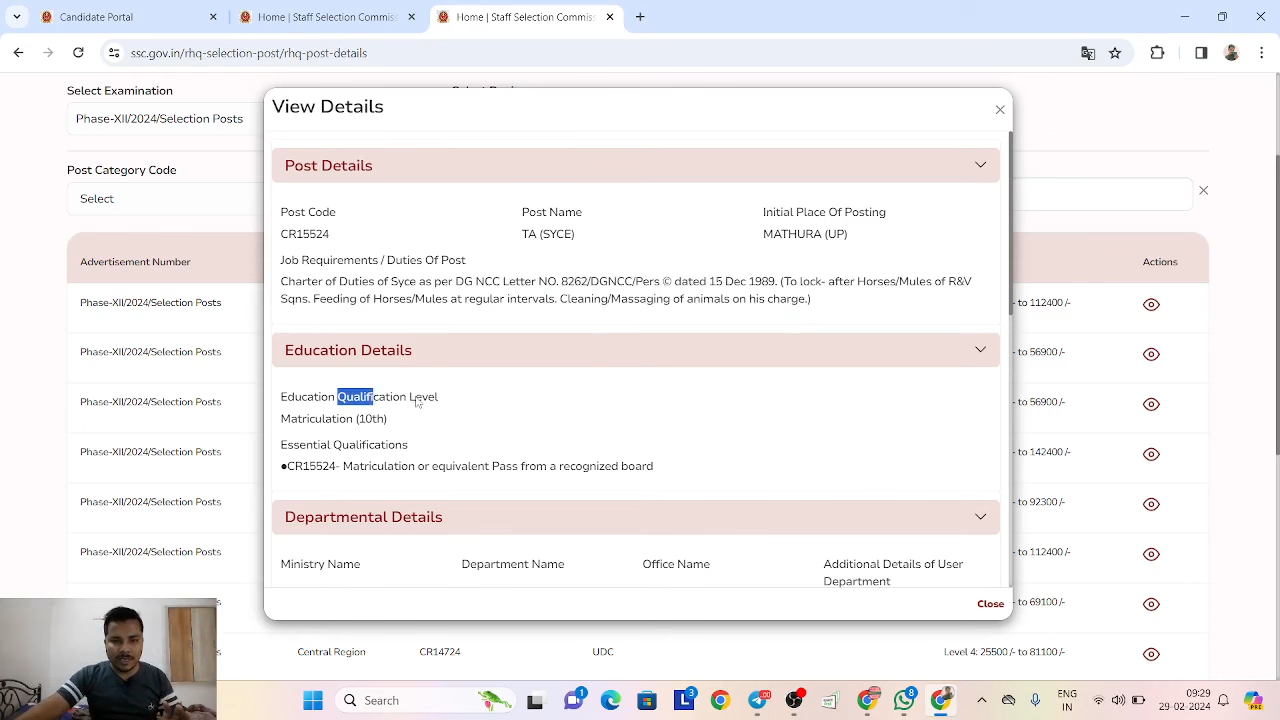 Candidate
Home | Staff Selection Commis
Home | Staff Selection Commis
ssc.gov.in/rhq-selection-post/rhq-post-details
Select Examination
Phase-XII/2024/Selection Posts
Post Category Code
Select
Advertisement Number
Actions
Phase-XII/2024/Selection Posts
- to 112400 /-
Phase-XII/2024/Selection Posts
- to 56900 /-
Phase-XII/2024/Selection Posts
- to 56900 /-
Phase-XII/2024/Selection Posts
- to 142400 /-
Phase-XII/2024/Selection Posts
- to 92300 /-
Phase-XII/2024/Selection Posts
- to 112400 /-
- to 69100 /-
Central Region
CR14724
UDC
Level 4: 25500 /- to 81100 /-
View Details
Post Details
Post Code
Post Name
Initial Place Of Posting
CR15524
TA (SYCE)
MATHURA (UP)
Job Requirements / Duties Of Post
Charter of Duties of Syce as per DG NCC Letter NO. 8262/DGNCC/Pers © dated 15 Dec 1989. (To lock- after Horses/Mules of R&V
Sqns. Feeding of Horses/Mules at regular intervals. Cleaning/Massaging of animals on his charge.)
Education Details
Education Qualification Level
Matriculation (10th)
Essential Qualifications
●CR15524- Matriculation or equivalent Pass from a recognized board
Departmental Details
Ministry Name
Department Name
Office Name
Additional Details of User
Department
Close
Search
1
3
8
ENG
IN
09:29
29-02-2024
PRE